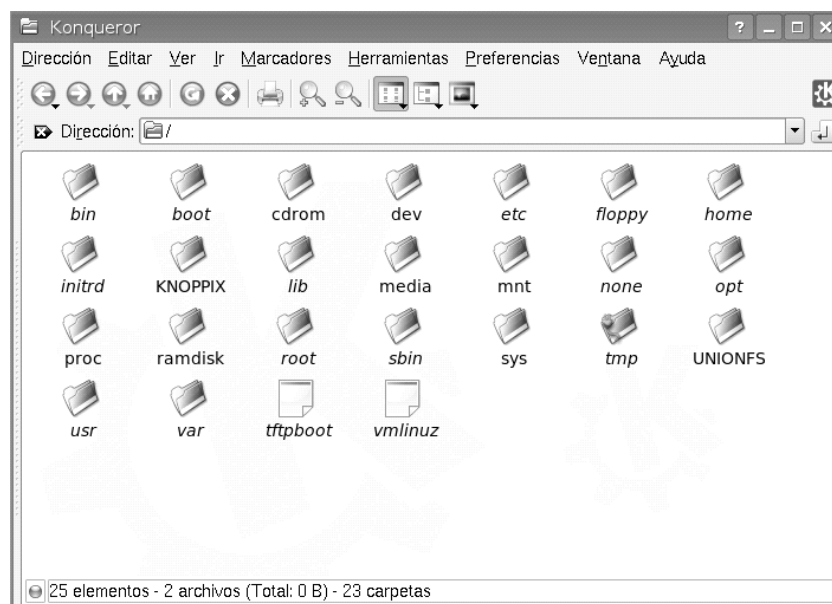 Konqueror
Dirección Editar Ver Ir Marcadores Herramientas Preferencias Ventana Ayuda
Dirección: /
bin boot cdrom dev etc floppy home
initrd KNOPPIX lib media mnt none opt
proc ramdisk root sbin sys tmp UNIONFS
usr var tftpboot vmlinuz
25 elementos - 2 archivos (Total: 0 B) - 23 carpetas